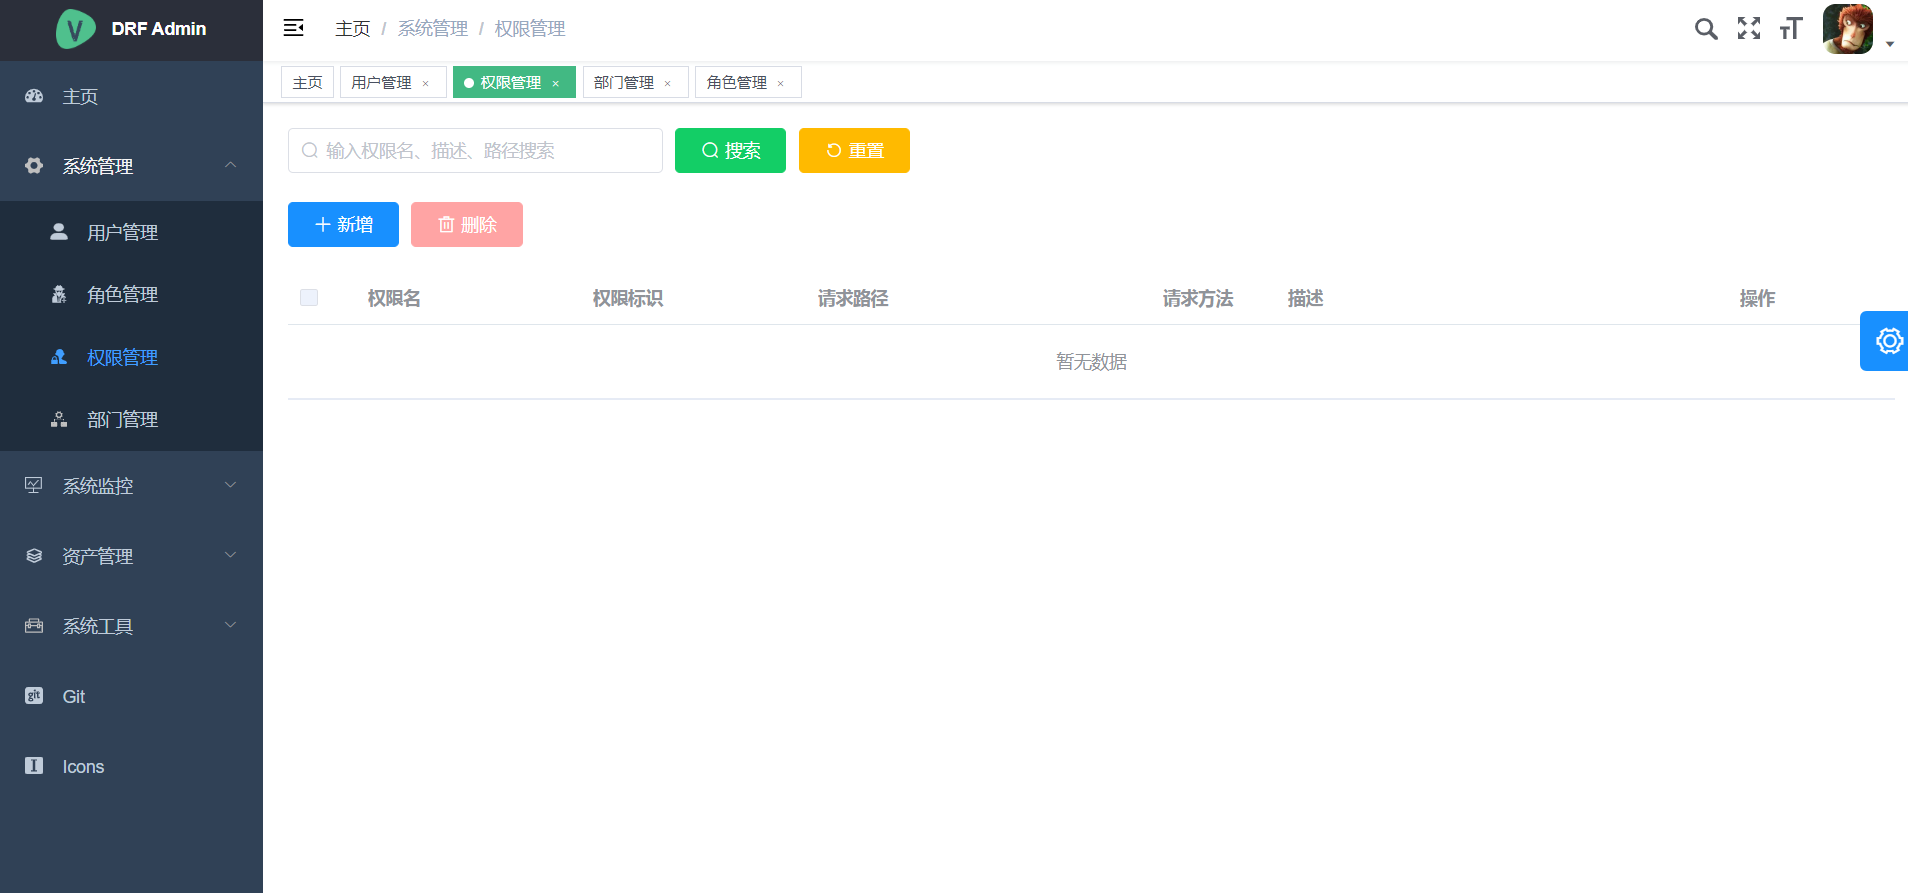 DRF Admin
主页 / 系统管理 / 权限管理
主页
用户管理 ×
权限管理 ×
部门管理 ×
角色管理 ×
主页
系统管理
用户管理
角色管理
权限管理
部门管理
系统监控
资产管理
系统工具
git Git
Icons
输入权限名、描述、路径搜索
搜索
重置
新增
删除
权限名 权限标识 请求路径 请求方法 描述 操作
暂无数据